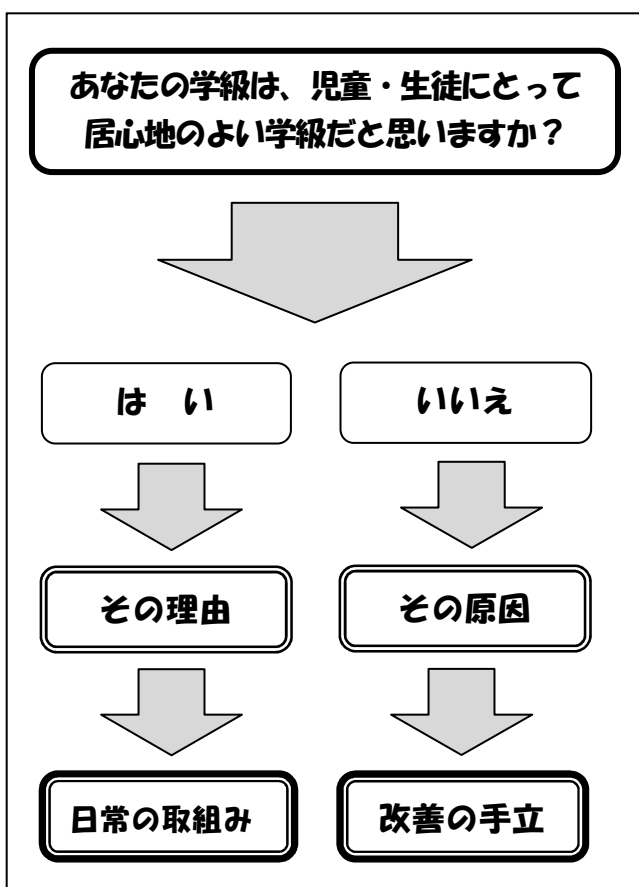 あなたの学級は、児童・生徒にとって
居心地のよい学級だと思いますか？
は　い
いいえ
その理由
その原因
日常の取組み
改善の手立